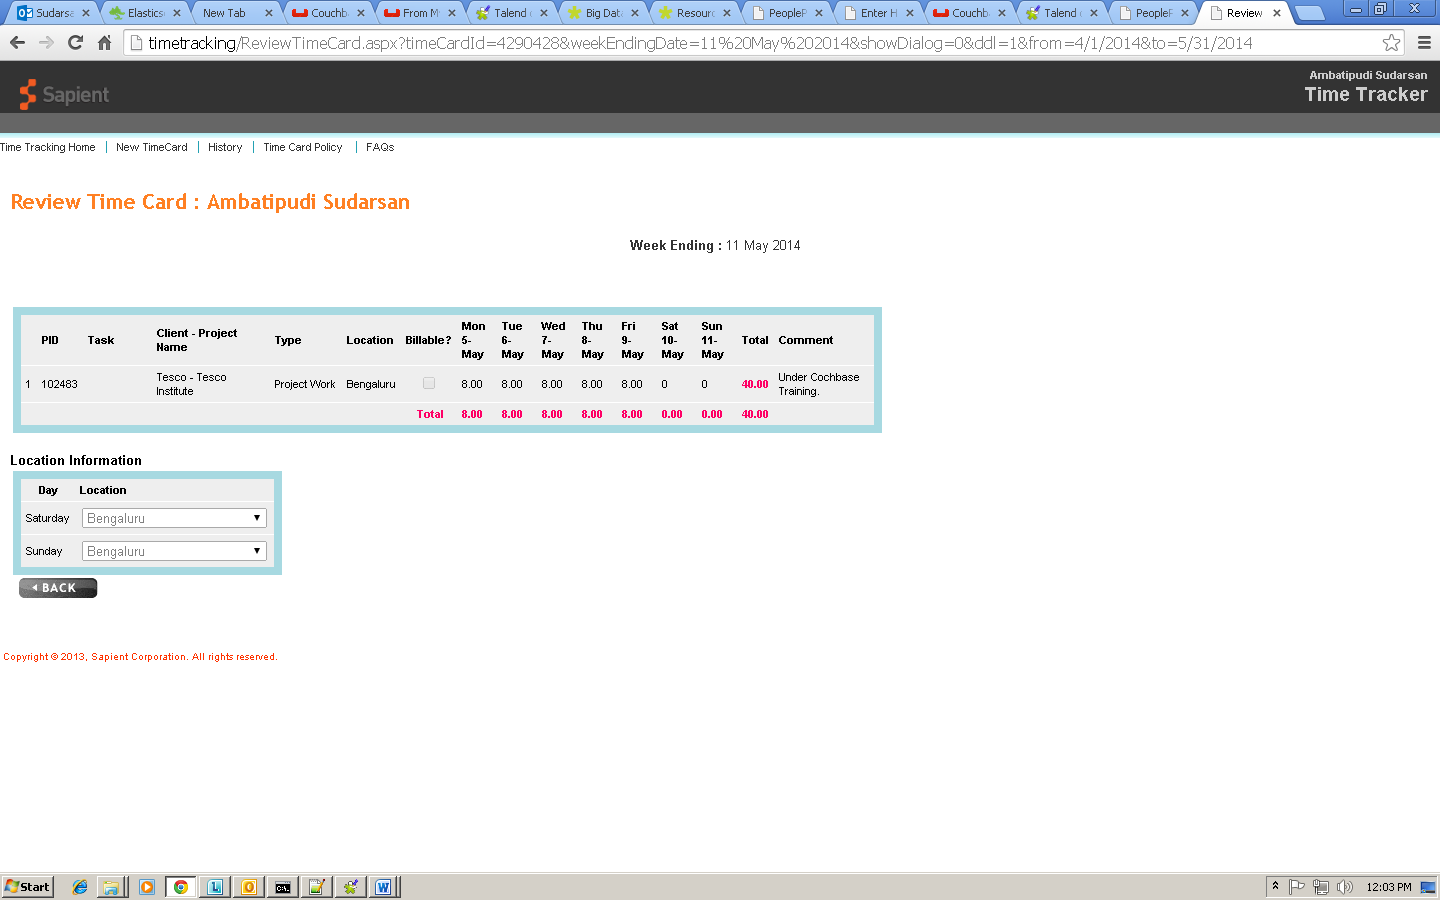 Sudarsa Elastics New Tab Couchb From My Talend Big Data Resourc PeopleP Enter H Couchb Talend PeopleP Review
timetracking/ReviewTimeCard.aspx?timeCardId=4290428&weekEndingDate=11%20May%202014&showDialog=0&ddl=1&from=4/1/2014&to=5/31/2014
Ambatipudi Sudarsan
Sapient
Time Tracker
Time Tracking Home | New TimeCard | History | Time Card Policy | FAQs
Review Time Card : Ambatipudi Sudarsan
Week Ending : 11 May 2014
PID Task Client - Project Name Type Location Billable? Mon 5-May Tue 6-May Wed 7-May Thu 8-May Fri 9-May Sat 10-May Sun 11-May Total Comment
1 102483 Tesco - Tesco Institute Project Work Bengaluru 8.00 8.00 8.00 8.00 8.00 0 0 40.00 Under Cochbase Training.
Total 8.00 8.00 8.00 8.00 8.00 0.00 0.00 40.00
Location Information
Day Location
Saturday Bengaluru
Sunday Bengaluru
BACK
Copyright © 2013, Sapient Corporation. All rights reserved.
Start 12:03 PM